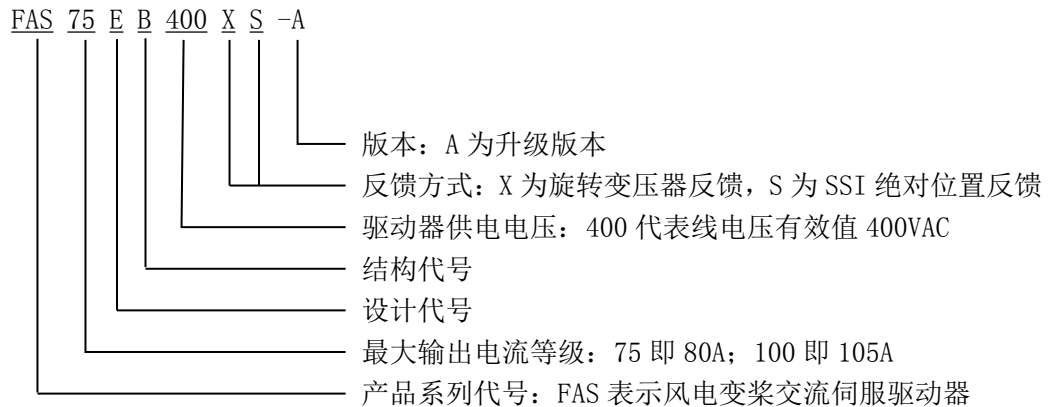 FAS 75 E B 400 X S -A
版本：A 为升级版本
反馈方式：X 为旋转变压器反馈，S 为 SSI 绝对位置反馈
驱动器供电电压：400 代表线电压有效值 400VAC
结构代号
设计代号
最大输出电流等级：75 即 80A；100 即 105A
产品系列代号：FAS 表示风电变桨交流伺服驱动器